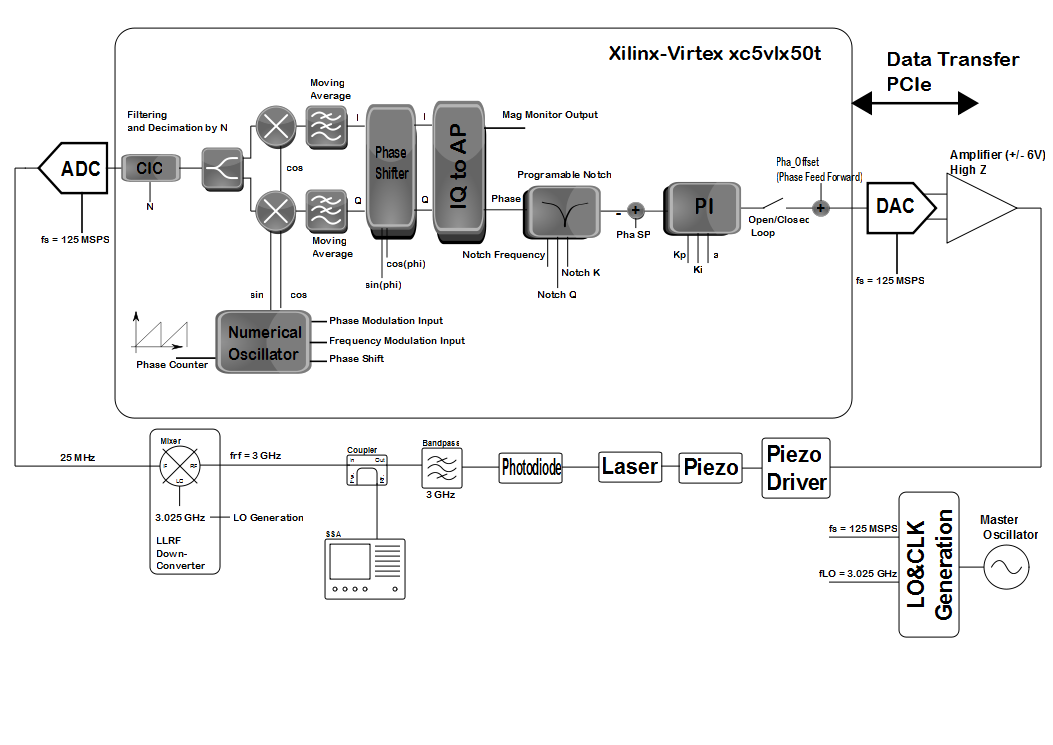 Xilinx-Virtex xc5vlx50t
Data Transfer
PCIe
Moving
Average
Filtering
and Decimation by N
I
I
Mag Monitor Output
ADC
CIC
cos
Phase
Shifter
IQ to AP
Programable Notch
Pha_Offset
(Phase Feed Forward)
Amplifier (+/- 6V)
High Z
N
Q
Q
Phase
-
Pha SP
PI
Open/Closed
Loop
DAC
fs = 125 MSPS
Moving
Average
cos(phi)
sin(phi)
Notch Frequency
Notch K
Notch Q
Kp
Ki
a
fs = 125 MSPS
sin
cos
Numerical
Oscillator
Phase Modulation Input
Frequency Modulation Input
Phase Shift
Phase Counter
25 MHz
Mixer
IF
RF
LO
frf = 3 GHz
Coupler
In
Out
Bandpass
3 GHz
Photodiode
Laser
Piezo
Piezo
Driver
3.025 GHz
LO Generation
LLRF
Down-
Converter
SSA
fs = 125 MSPS
fLO = 3.025 GHz
LO&CLK
Generation
Master
Oscillator